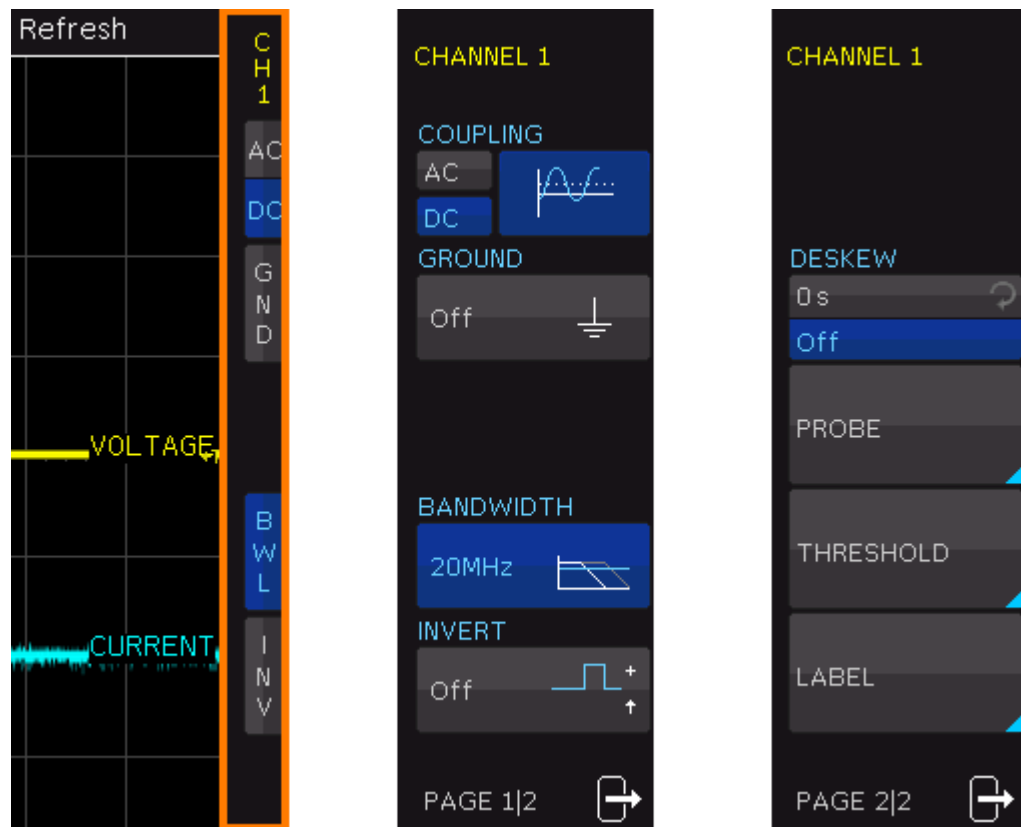 Refresh
CH1
AC
DC
GND
VOLTAGE
BWL
CURRENT
INV
CHANNEL 1
COUPLING
AC
DC
GROUND
Off
BANDWIDTH
20MHz
INVERT
Off
PAGE 1|2
CHANNEL 1
DESKEW
0 s
Off
PROBE
THRESHOLD
LABEL
PAGE 2|2